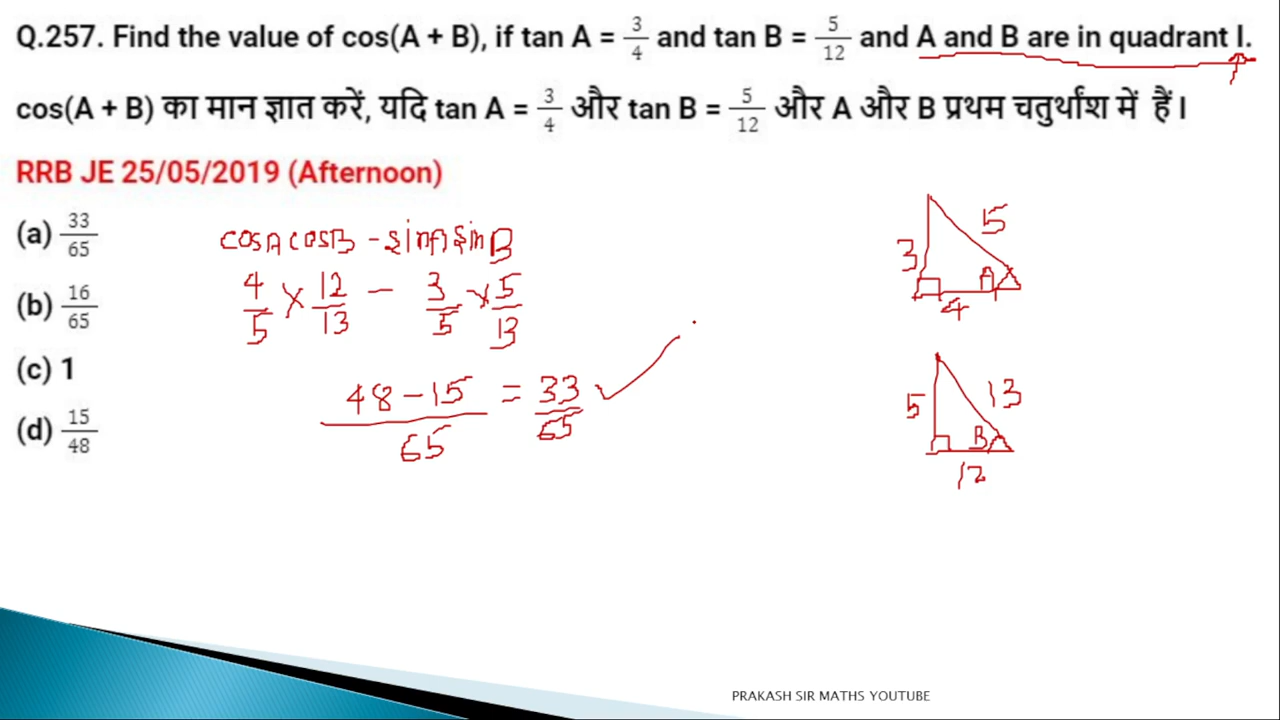 Q.257. Find the value of cos(A + B), if tan A = 3/4 and tan B = 5/12 and A and B are in quadrant I.
cos(A + B) का मान ज्ञात करें, यदि tan A = 3/4 और tan B = 5/12 और A और B प्रथम चतुर्थांश में हैं I
RRB JE 25/05/2019 (Afternoon)
(a) 33/65
(b) 16/65
(c) 1
(d) 15/48
cosA cosB - sinA sinB
4/5 × 12/13 - 3/5 × 5/13
48 - 15 / 65 = 33/65
3 5
A
4
5 13
B
12
PRAKASH SIR MATHS YOUTUBE